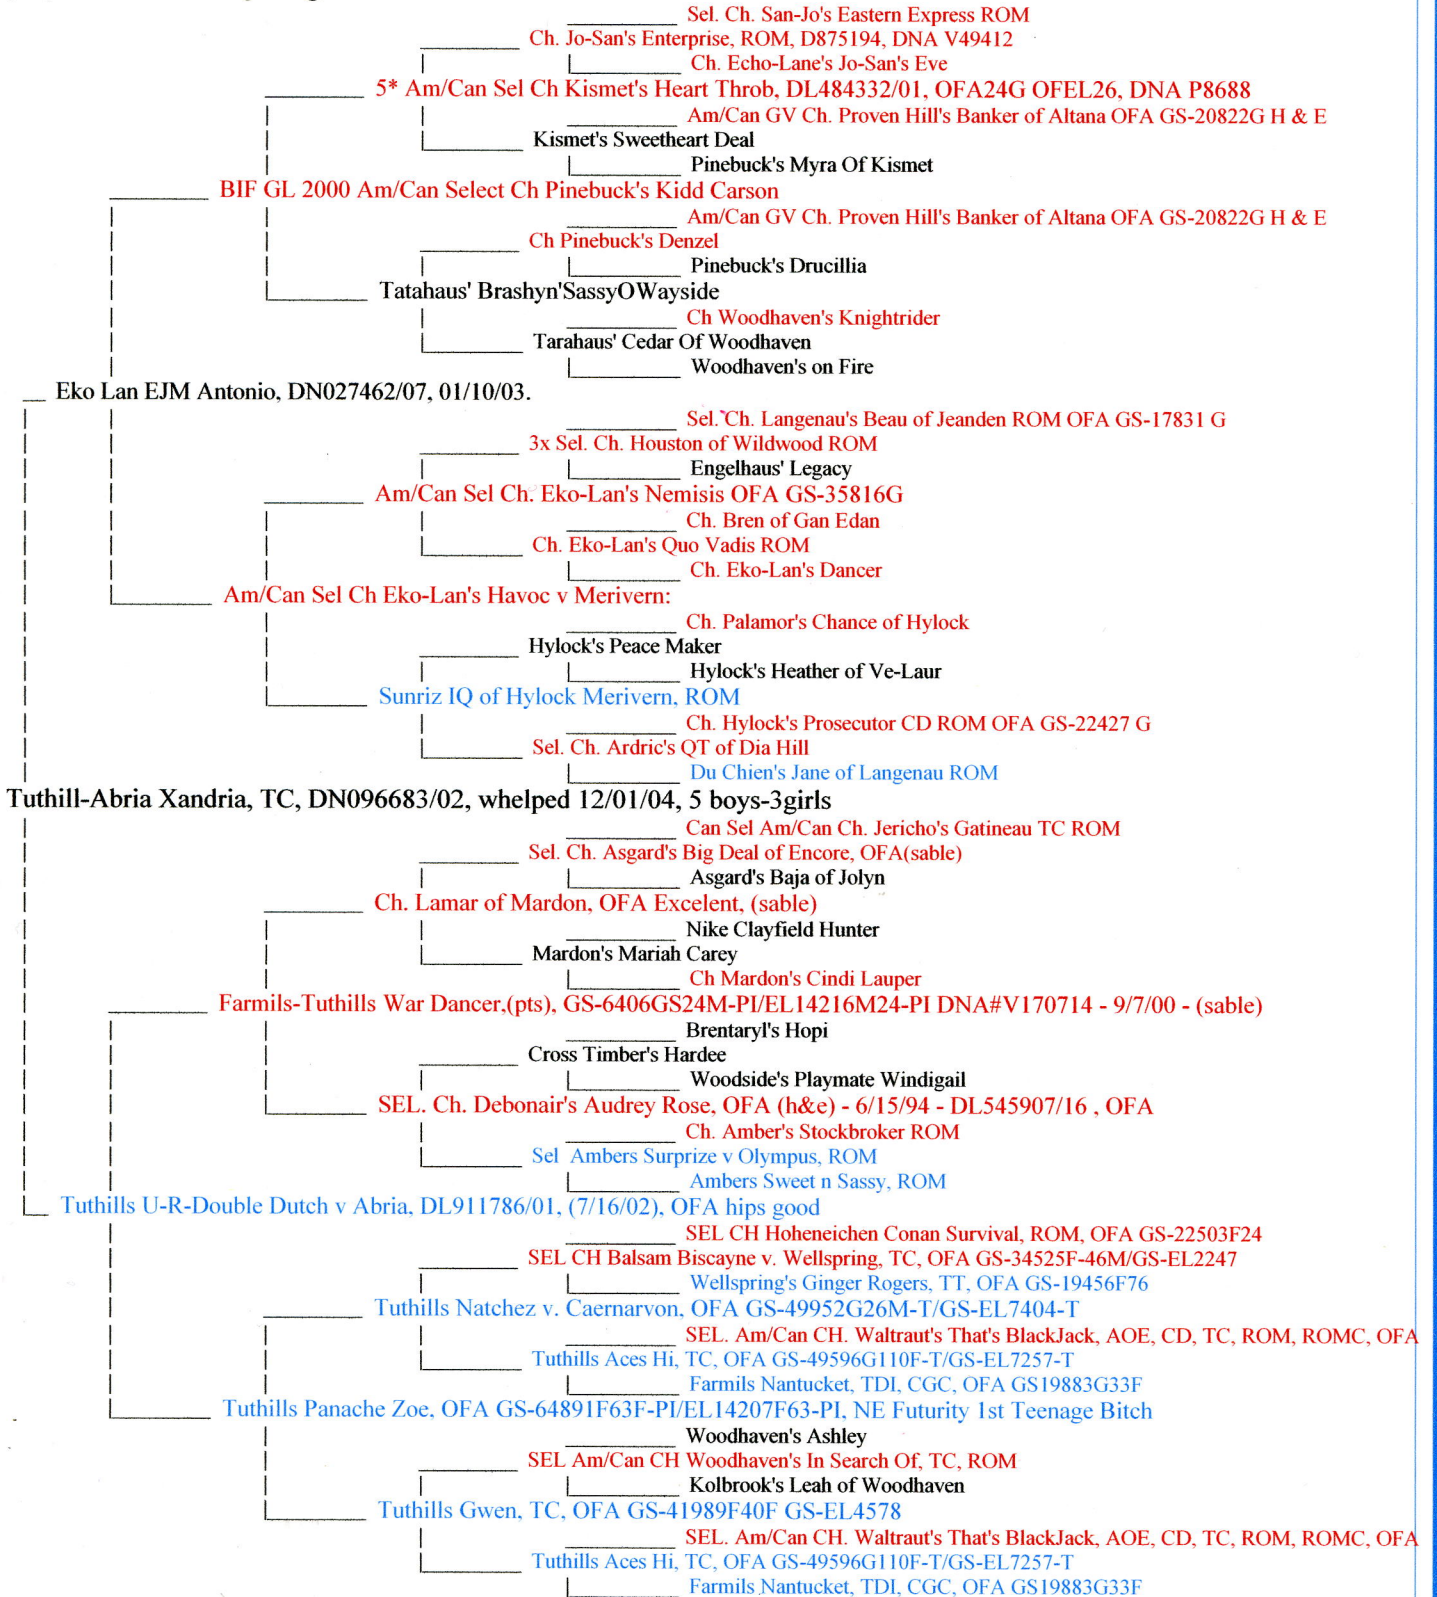 Sel. Ch. San-Jo's Eastern Express ROM
Ch. Jo-San's Enterprise, ROM, D875194, DNA V49412
Ch. Echo-Lane's Jo-San's Eve
5* Am/Can Sel Ch Kismet's Heart Throb, DL484332/01, OFA24G OFEL26, DNA P8688
Am/Can GV Ch. Proven Hill's Banker of Altana OFA GS-20822G H & E
Kismet's Sweetheart Deal
Pinebuck's Myra Of Kismet
BIF GL 2000 Am/Can Select Ch Pinebuck's Kidd Carson
Am/Can GV Ch. Proven Hill's Banker of Altana OFA GS-20822G H & E
Ch Pinebuck's Denzel
Pinebuck's Drucillia
Tatahaus' Brashyn'SassyOWayside
Ch Woodhaven's Knightrider
Tarahaus' Cedar Of Woodhaven
Woodhaven's on Fire
Eko Lan EJM Antonio, DN027462/07, 01/10/03.
Sel. Ch. Langenau's Beau of Jeanden ROM OFA GS-17831 G
3x Sel. Ch. Houston of Wildwood ROM
Engelhaus' Legacy
Am/Can Sel Ch. Eko-Lan's Nemisis OFA GS-35816G
Ch. Bren of Gan Edan
Ch. Eko-Lan's Quo Vadis ROM
Ch. Eko-Lan's Dancer
Am/Can Sel Ch Eko-Lan's Havoc v Merivern:
Ch. Palamor's Chance of Hylock
Hylock's Peace Maker
Hylock's Heather of Ve-Laur
Sunriz IQ of Hylock Merivern, ROM
Ch. Hylock's Prosecutor CD ROM OFA GS-22427 G
Sel. Ch. Ardric's QT of Dia Hill
Du Chien's Jane of Langenau ROM
Tuthill-Abria Xandria, TC, DN096683/02, whelped 12/01/04, 5 boys-3girls
Can Sel Am/Can Ch. Jericho's Gatineau TC ROM
Sel. Ch. Asgard's Big Deal of Encore, OFA(sable)
Asgard's Baja of Jolyn
Ch. Lamar of Mardon, OFA Excelent, (sable)
Nike Clayfield Hunter
Mardon's Mariah Carey
Ch Mardon's Cindi Lauper
Farmils-Tuthills War Dancer,(pts), GS-6406GS24M-PI/EL14216M24-PI DNA#V170714 - 9/7/00 - (sable)
Brentaryl's Hopi
Cross Timber's Hardee
Woodside's Playmate Windigail
SEL. Ch. Debonair's Audrey Rose, OFA (h&e) - 6/15/94 - DL545907/16 , OFA
Ch. Amber's Stockbroker ROM
Sel Ambers Surprize v Olympus, ROM
Ambers Sweet n Sassy, ROM
Tuthills U-R-Double Dutch v Abria, DL911786/01, (7/16/02), OFA hips good
SEL CH Hoheneichen Conan Survival, ROM, OFA GS-22503F24
SEL CH Balsam Biscayne v. Wellspring, TC, OFA GS-34525F-46M/GS-EL2247
Wellspring's Ginger Rogers, TT, OFA GS-19456F76
Tuthills Natchez v. Caernarvon, OFA GS-49952G26M-T/GS-EL7404-T
SEL. Am/Can CH. Waltraut's That's BlackJack, AOE, CD, TC, ROM, ROMC, OFA
Tuthills Aces Hi, TC, OFA GS-49596G110F-T/GS-EL7257-T
Farmils Nantucket, TDI, CGC, OFA GS19883G33F
Tuthills Panache Zoe, OFA GS-64891F63F-PI/EL14207F63-PI, NE Futurity 1st Teenage Bitch
Woodhaven's Ashley
SEL Am/Can CH Woodhaven's In Search Of, TC, ROM
Kolbrook's Leah of Woodhaven
Tuthills Gwen, TC, OFA GS-41989F40F GS-EL4578
SEL. Am/Can CH. Waltraut's That's BlackJack, AOE, CD, TC, ROM, ROMC, OFA
Tuthills Aces Hi, TC, OFA GS-49596G110F-T/GS-EL7257-T
Farmils Nantucket, TDI, CGC, OFA GS19883G33F